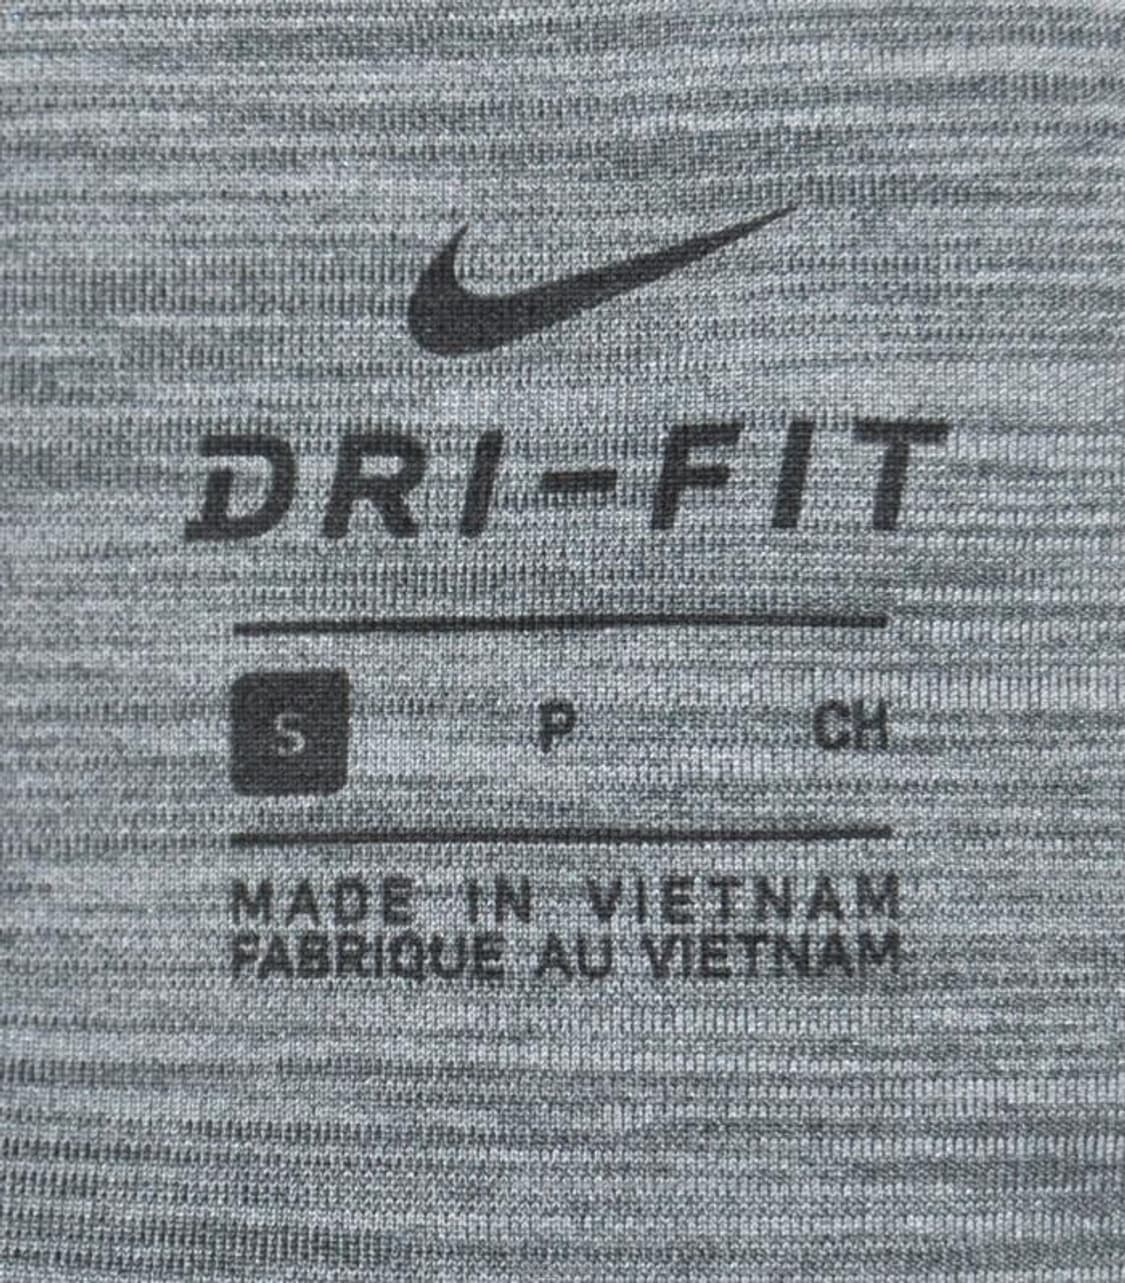 DRI-FIT
S P CH
MADE IN VIETNAM
FABRIQUE AU VIETNAM